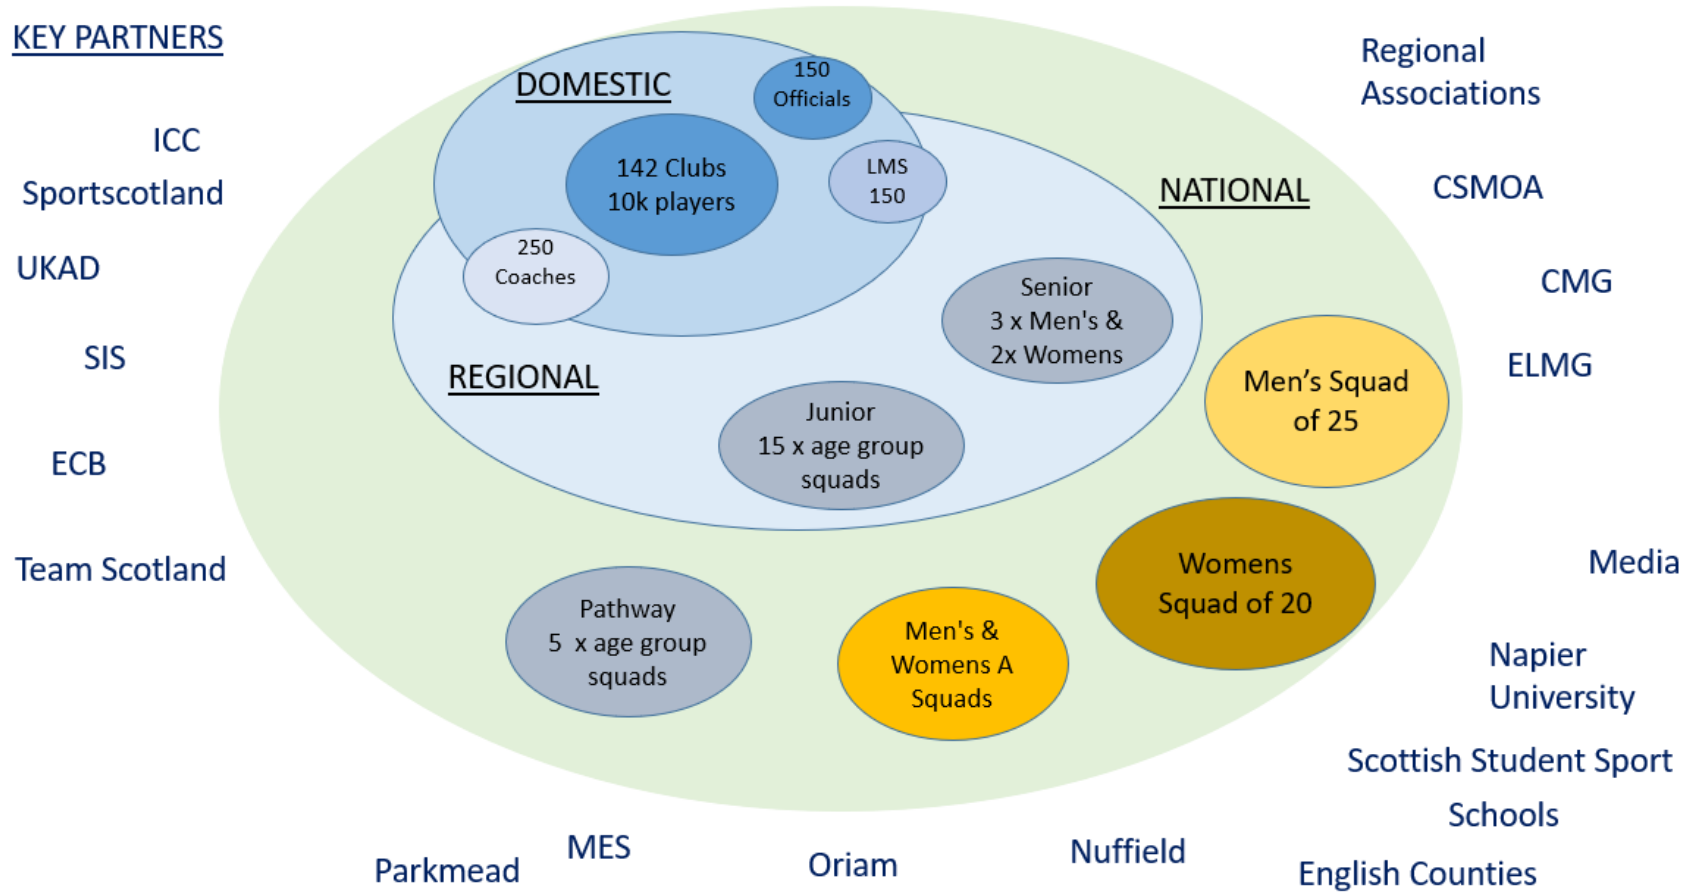 KEY PARTNERS
ICC
Sportscotland
UKAD
SIS
ECB
Team Scotland
DOMESTIC
150
Officials
142 Clubs
10k players
LMS
150
250
Coaches
REGIONAL
Senior
3 x Men's &
2x Womens
Junior
15 x age group
squads
NATIONAL
Men’s Squad
of 25
Womens
Squad of 20
Men's &
Womens A
Squads
Pathway
5 x age group
squads
Regional
Associations
CSMOA
CMG
ELMG
Media
Napier
University
Scottish Student Sport
Schools
English Counties
Nuffield
Oriam
MES
Parkmead